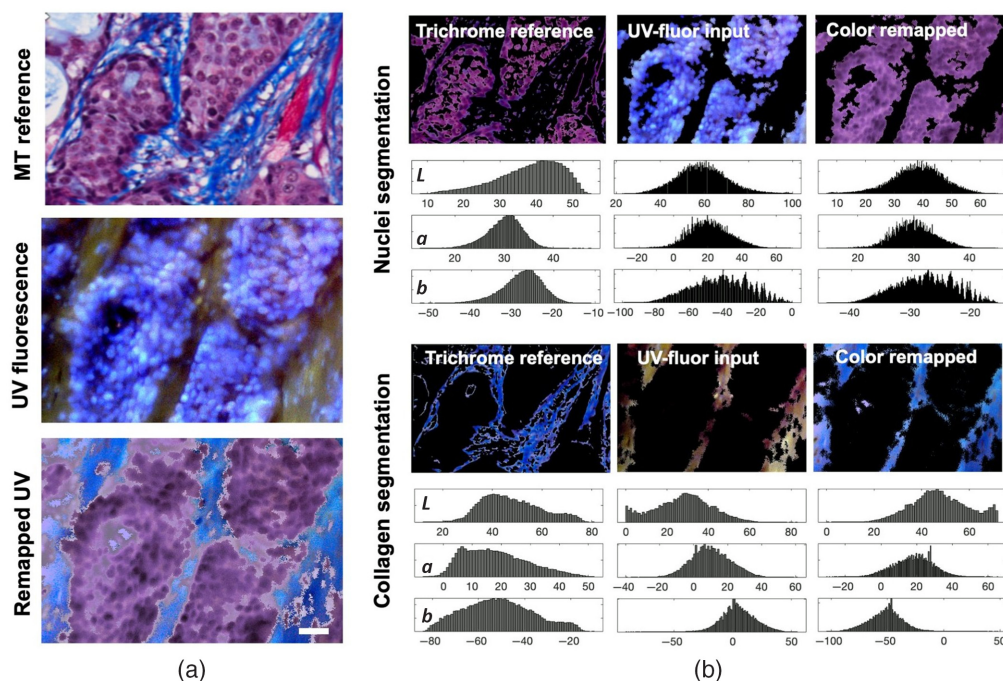 MT reference
UV fluorescence
Remapped UV
(a)
Nuclei segmentation
Trichrome reference
UV-fluor input
Color remapped
L
10 20 30 40 50
20 40 60 80 100
10 20 30 40 50 60
a
20 30 40
0 20 40 60
20 30 40
b
−50 −40 −30 −20 −10
−100 −80 −60 −40 −20 0
−40 −30 −20
Collagen segmentation
Trichrome reference
UV-fluor input
Color remapped
L
20 40 60 80
0 20 40 60 80
0 20 40 60
a
0 10 20 30 40 50
−40 −20 0 20 40 60
−20 0 20 40 60
b
−80 −60 −40 −20
−50 0 50
−100 −50 0 50
(b)